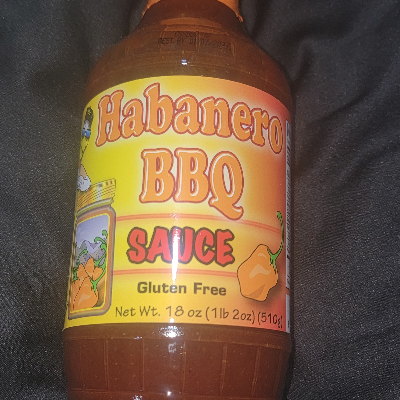 Habanero
BBQ
SAUCE
Gluten Free
Net Wt. 18 oz (1lb 2oz) (510g)